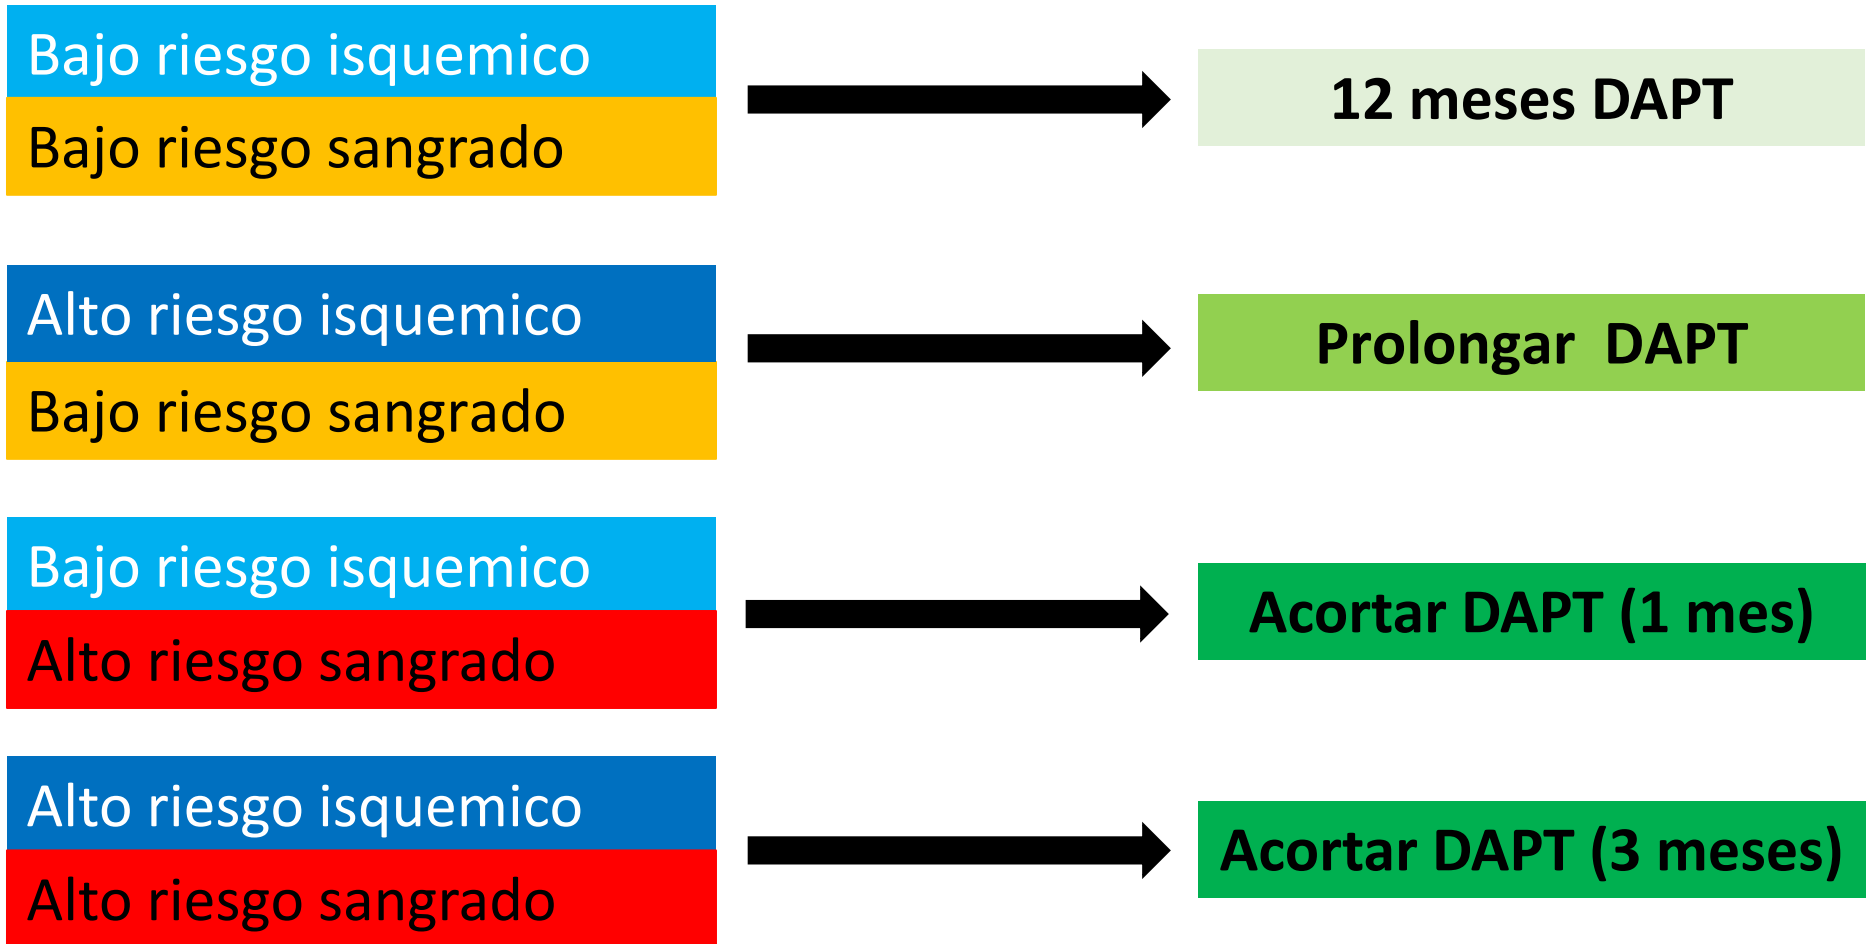 Bajo riesgo isquemico
Bajo riesgo sangrado
12 meses DAPT
Alto riesgo isquemico
Bajo riesgo sangrado
Prolongar DAPT
Bajo riesgo isquemico
Alto riesgo sangrado
Acortar DAPT (1 mes)
Alto riesgo isquemico
Alto riesgo sangrado
Acortar DAPT (3 meses)